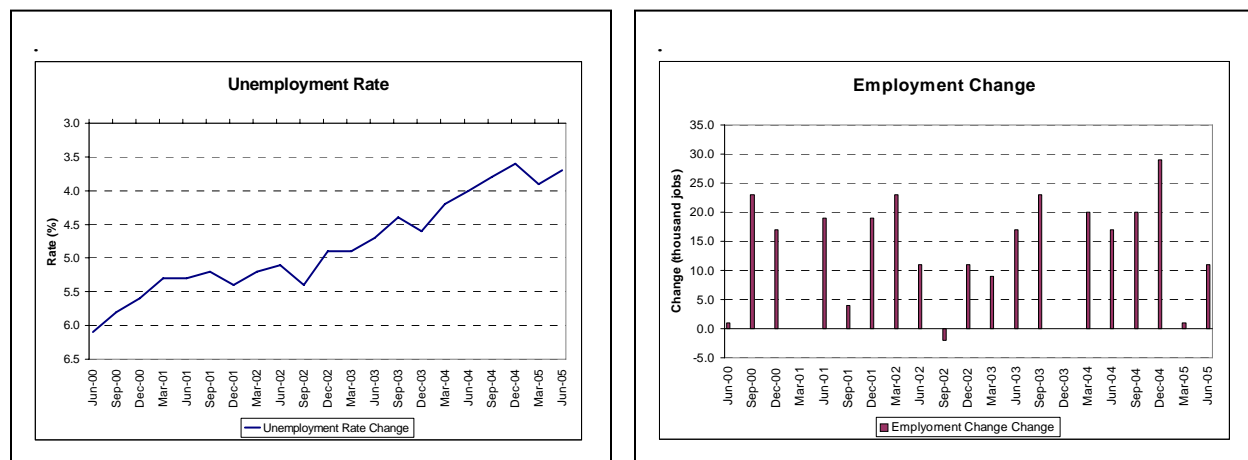 Unemployment Rate
3.0
3.5
4.0
4.5
5.0
5.5
6.0
6.5
Rate (%)
Jun-00
Sep-00
Dec-00
Mar-01
Jun-01
Sep-01
Dec-01
Mar-02
Jun-02
Sep-02
Dec-02
Mar-03
Jun-03
Sep-03
Dec-03
Mar-04
Jun-04
Sep-04
Dec-04
Mar-05
Jun-05
Unemployment Rate Change
Employment Change
35.0
30.0
25.0
20.0
15.0
10.0
5.0
0.0
-5.0
Change (thousand jobs)
Jun-00
Sep-00
Dec-00
Mar-01
Jun-01
Sep-01
Dec-01
Mar-02
Jun-02
Sep-02
Dec-02
Mar-03
Jun-03
Sep-03
Dec-03
Mar-04
Jun-04
Sep-04
Dec-04
Mar-05
Jun-05
Emplyoment Change Change